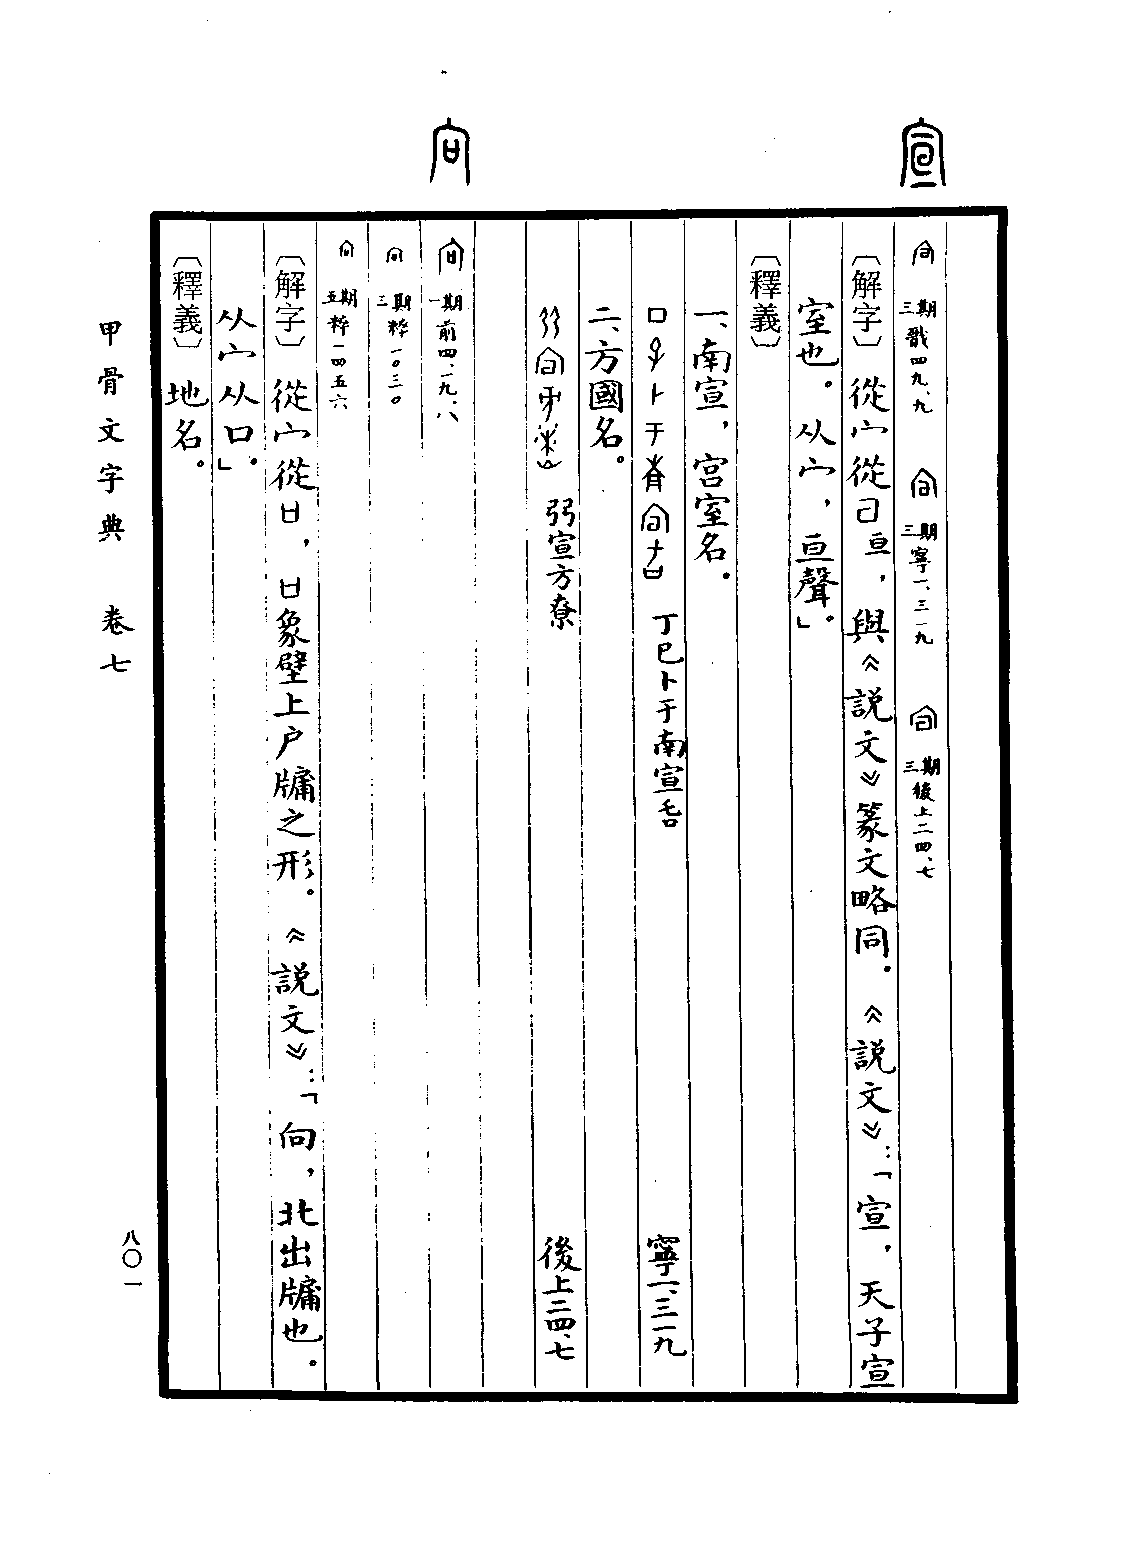 宣
三期戩四九、九 三期寧一、三一九 三期後上二四、七
〔解字〕從宀從㠯亘，與《説文》篆文略同．《説文》：「宣，天子宣
室也．从宀，亘聲．」
〔釋義〕
一、南宣，宫室名．
丁巳卜于南宣𠯑 寧一、三一九
二、方國名。
弜宣方尞 後上二四、七
向
一期前四、一九、八
三期粹一〇三〇
五期粹一四五六
〔解字〕從宀從口，口象壁上户牖之形．《説文》：「向，北出牖也．
从宀从口．」
〔釋義〕地名。
甲骨文字典 卷七
八〇一